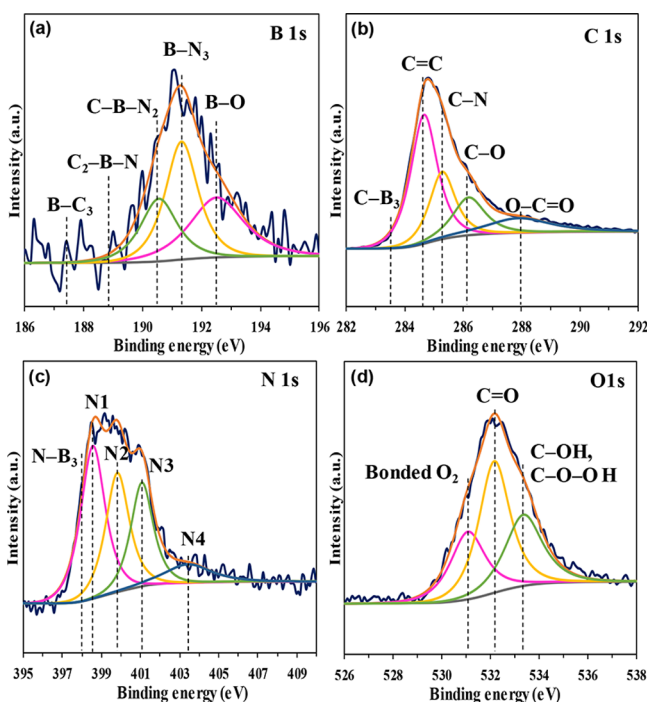 (a)
B 1s
B–N₃
C–B–N₂
B–O
C₂–B–N
B–C₃
Intensity (a.u.)
186 188 190 192 194 196
Binding energy (eV)
(b)
C 1s
C=C
C–N
C–O
C–B₃
O–C=O
Intensity (a.u.)
282 284 286 288 290 292
Binding energy (eV)
(c)
N 1s
N1
N–B₃
N2
N3
N4
Intensity (a.u.)
395 397 399 401 403 405 407 409
Binding energy (eV)
(d)
O1s
C=O
Bonded O₂
C–OH,
C–O–O H
Intensity (a.u.)
526 528 530 532 534 536 538
Binding energy (eV)